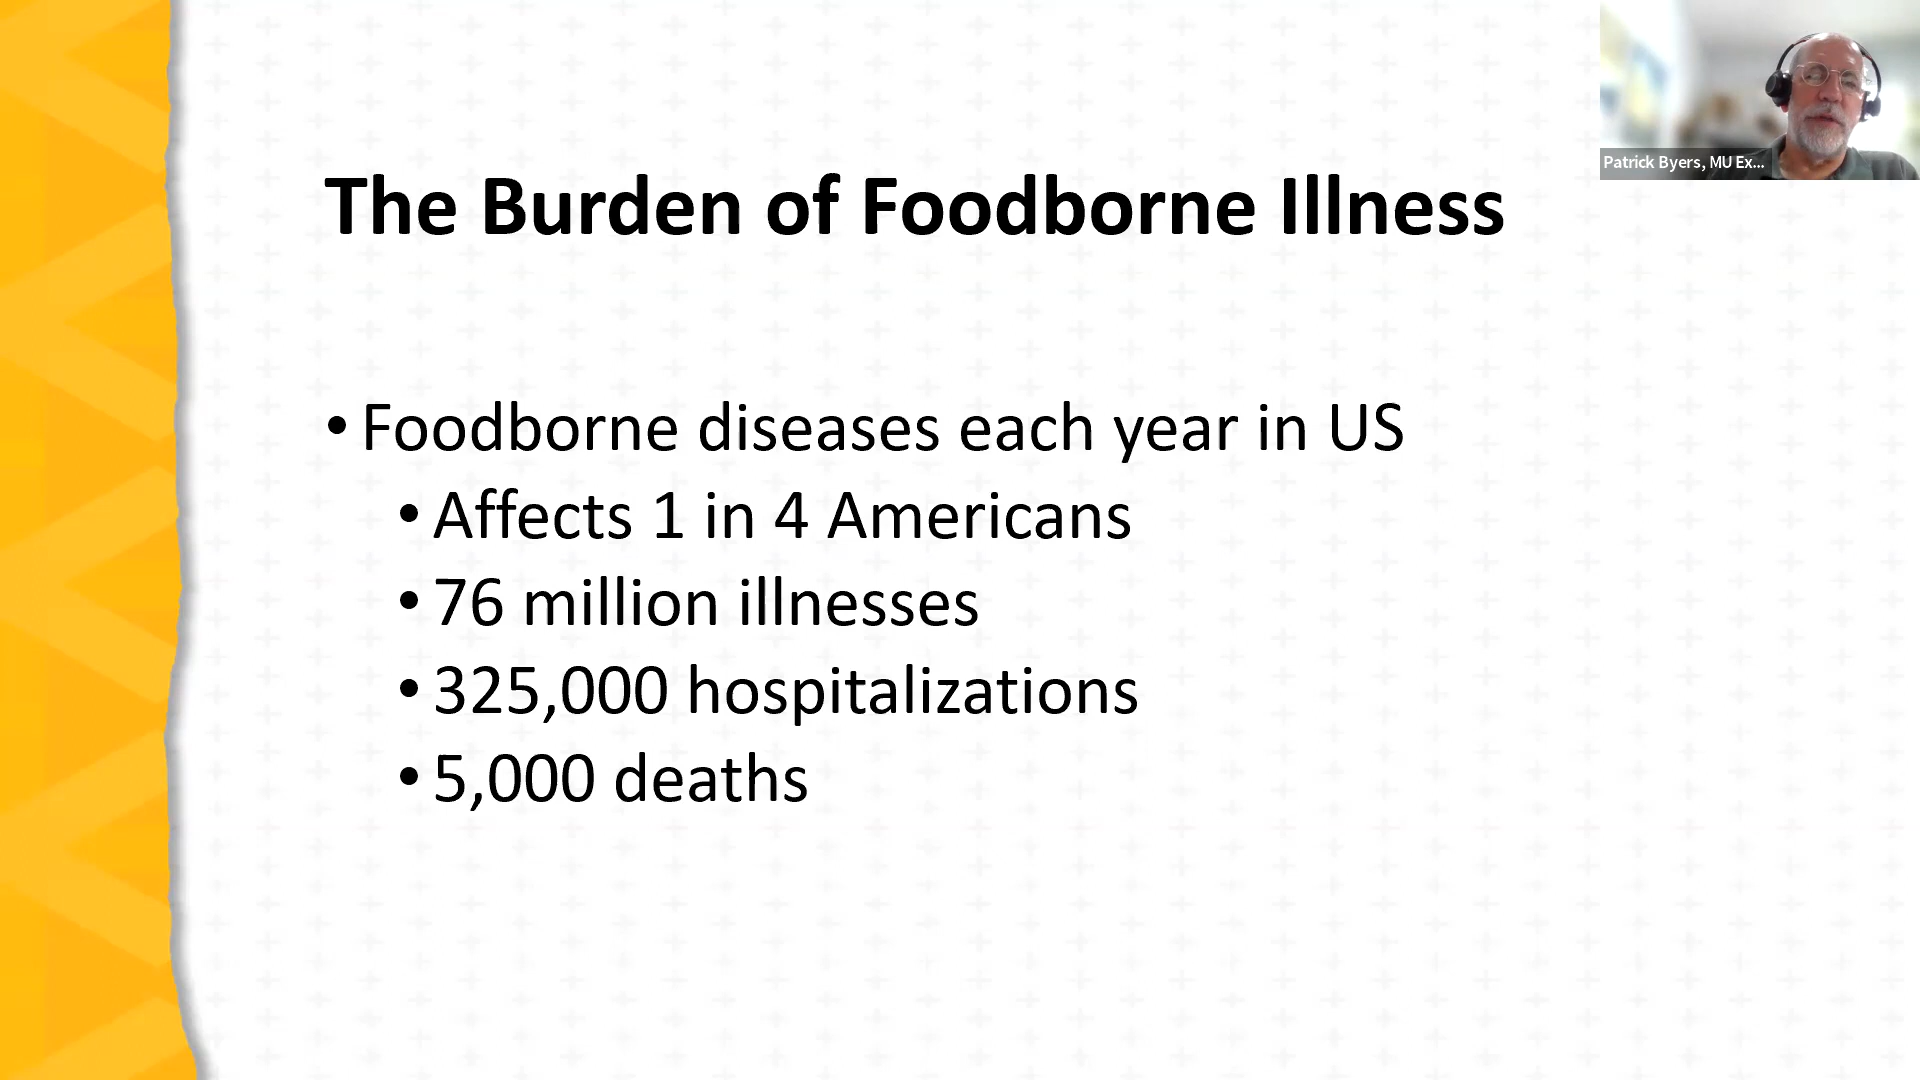 The Burden of Foodborne Illness
• Foodborne diseases each year in US
• Affects 1 in 4 Americans
• 76 million illnesses
• 325,000 hospitalizations
• 5,000 deaths
Patrick Byers, MU Ex...